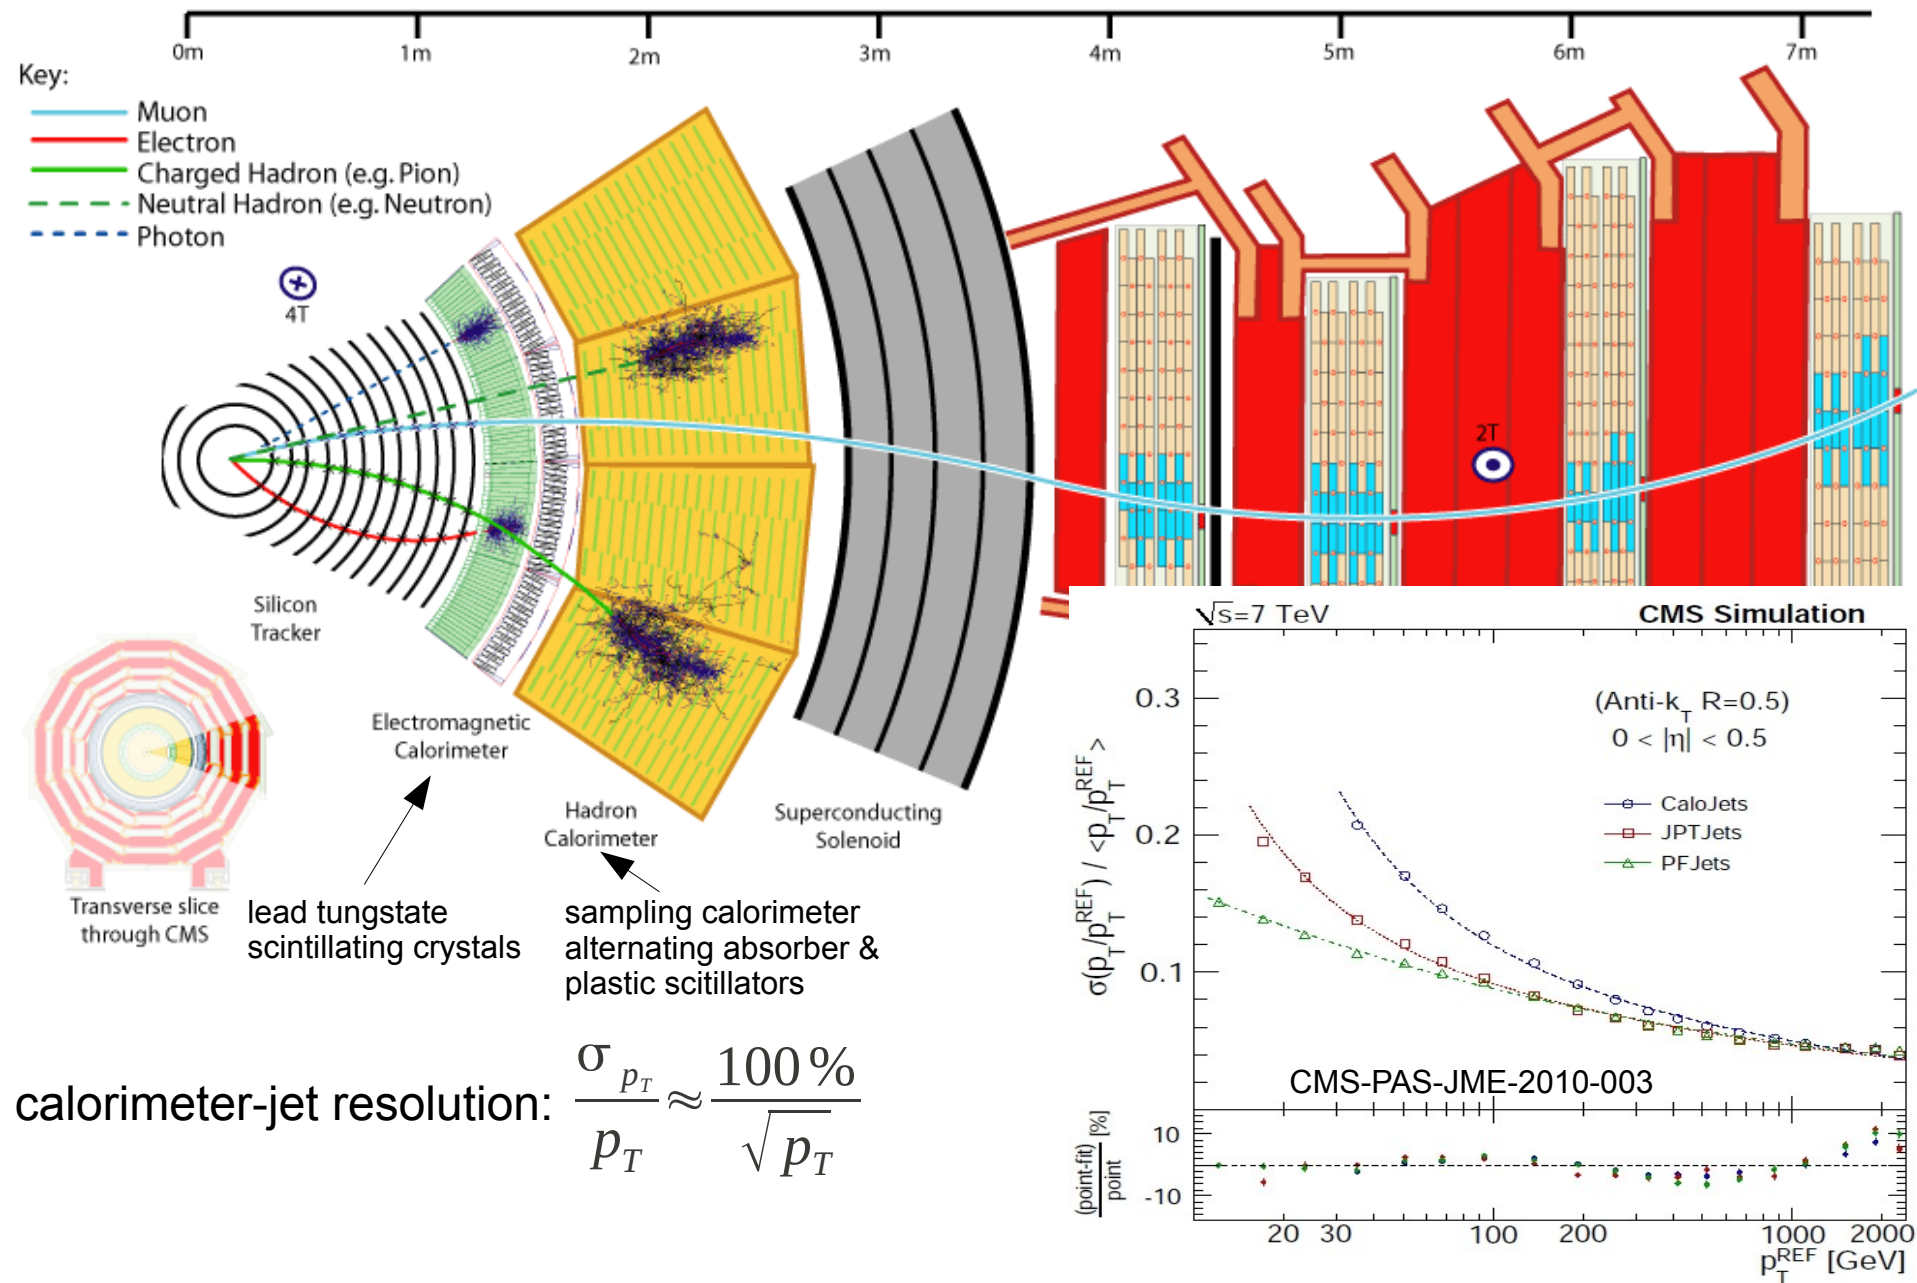 0m 1m 2m 3m 4m 5m 6m 7m
Key:
Muon
Electron
Charged Hadron (e.g. Pion)
Neutral Hadron (e.g. Neutron)
Photon
4T
2T
Silicon
Tracker
Electromagnetic
Calorimeter
Hadron
Calorimeter
Superconducting
Solenoid
Transverse slice
through CMS
lead tungstate
scintillating crystals
sampling calorimeter
alternating absorber &
plastic scitillators
calorimeter-jet resolution: σ_{p_T} / p_T ≈ 100 % / √p_T
√s=7 TeV CMS Simulation
(Anti-k_T R=0.5)
0 < |η| < 0.5
CaloJets
JPTJets
PFJets
σ(p_T/p_T^REF) / <p_T/p_T^REF>
0.3
0.2
0.1
CMS-PAS-JME-2010-003
(point-fit) / point [%]
10
-10
20 30 100 200 1000 2000
p_T^REF [GeV]